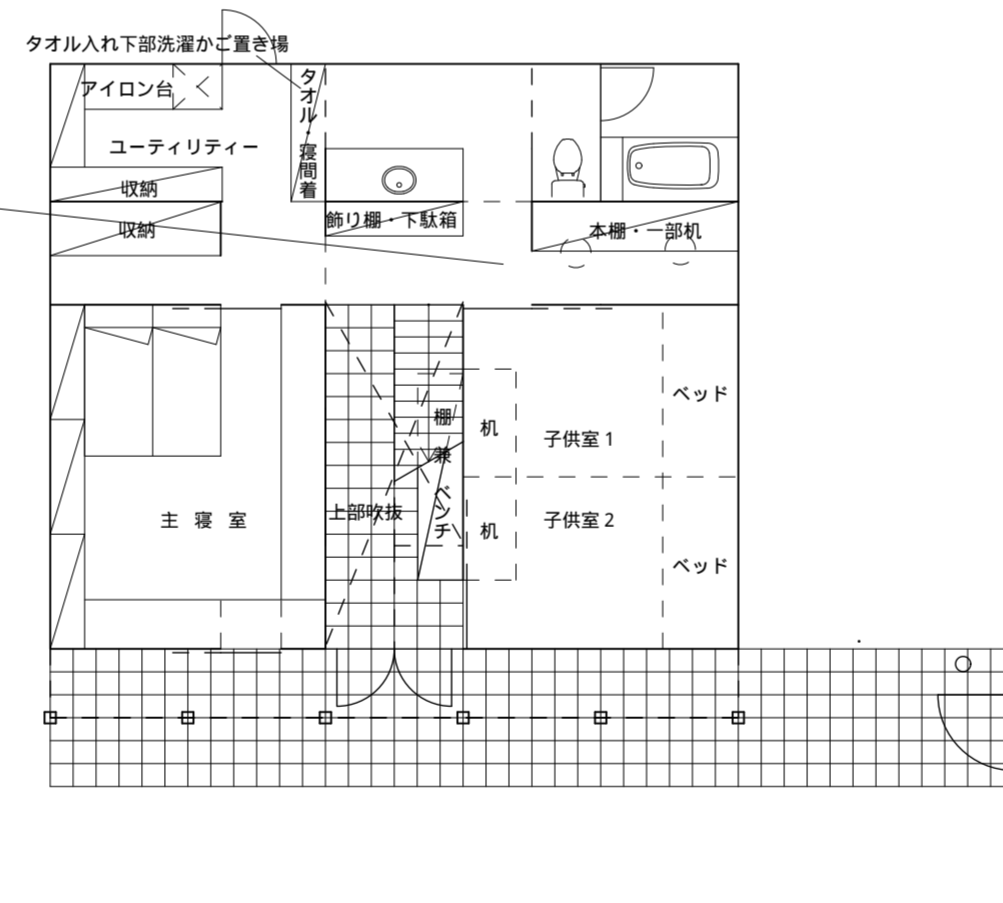 タオル入れ下部洗濯かご置き場
アイロン台
タオル・寝間着
ユーティリティー
収納
収納
飾り棚・下駄箱
本棚・一部机
棚兼ベンチ
机
子供室1
ベッド
主寝室
上部吹抜
机
子供室2
ベッド